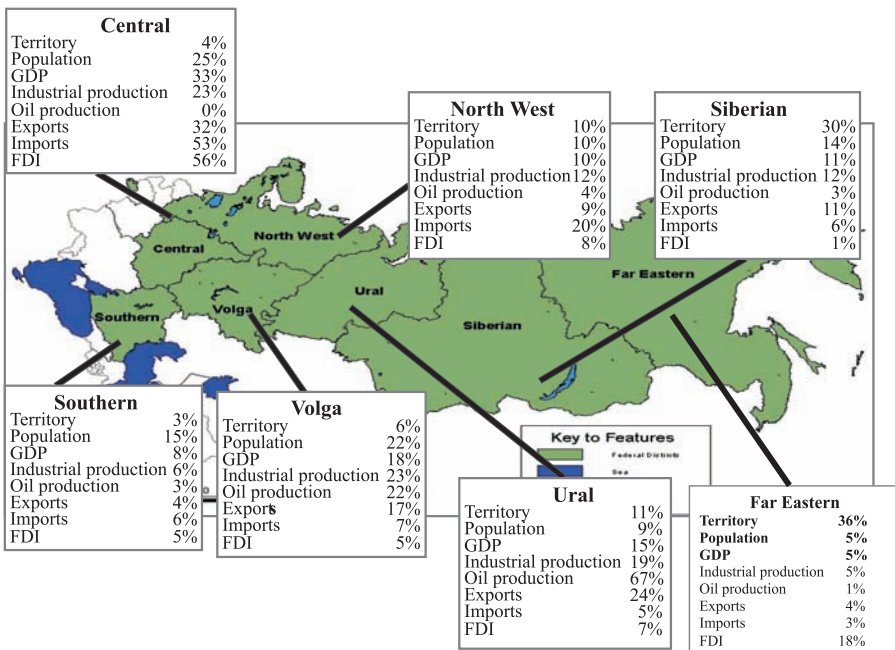 Central
Territory 4%
Population 25%
GDP 33%
Industrial production 23%
Oil production 0%
Exports 32%
Imports 53%
FDI 56%
North West
Territory 10%
Population 10%
GDP 10%
Industrial production 12%
Oil production 4%
Exports 9%
Imports 20%
FDI 8%
Siberian
Territory 30%
Population 14%
GDP 11%
Industrial production 12%
Oil production 3%
Exports 11%
Imports 6%
FDI 1%
Central
North West
Ural
Far Eastern
Volga
Southern
Siberian
Southern
Territory 3%
Population 15%
GDP 8%
Industrial production 6%
Oil production 3%
Exports 4%
Imports 6%
FDI 5%
Volga
Territory 6%
Population 22%
GDP 18%
Industrial production 23%
Oil production 22%
Exports 17%
Imports 7%
FDI 5%
Key to Features
Federal Districts
Sea
Ural
Territory 11%
Population 9%
GDP 15%
Industrial production 19%
Oil production 67%
Exports 24%
Imports 5%
FDI 7%
Far Eastern
Territory 36%
Population 5%
GDP 5%
Industrial production 5%
Oil production 1%
Exports 4%
Imports 3%
FDI 18%